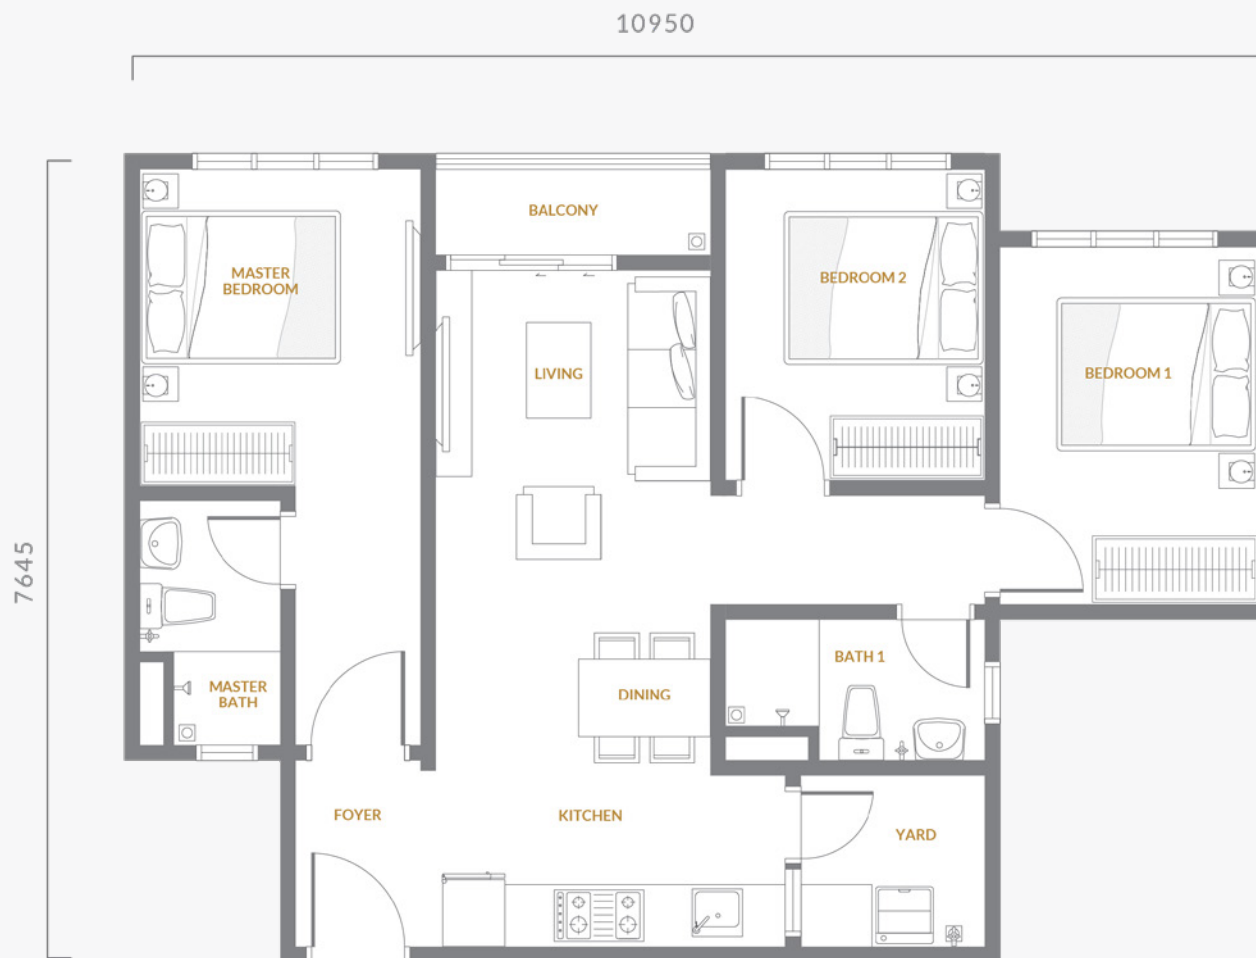 10950
BALCONY
MASTER
BEDROOM
BEDROOM 2
LIVING
BEDROOM 1
7645
BATH 1
MASTER
BATH
DINING
FOYER
KITCHEN
YARD